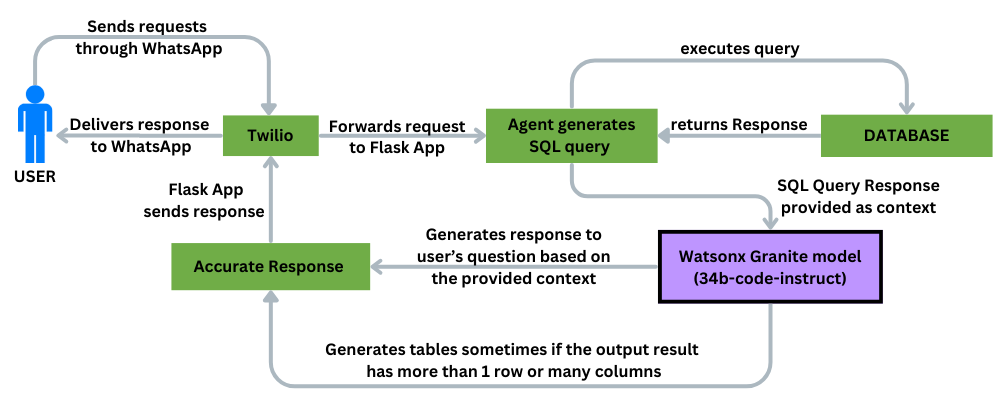 Sends requests
through WhatsApp
executes query
Delivers response
to WhatsApp
Twilio
Forwards request
to Flask App
Agent generates
SQL query
returns Response
DATABASE
USER
Flask App
sends response
SQL Query Response
provided as context
Accurate Response
Generates response to
user's question based on
the provided context
Watsonx Granite model
(34b-code-instruct)
Generates tables sometimes if the output result
has more than 1 row or many columns